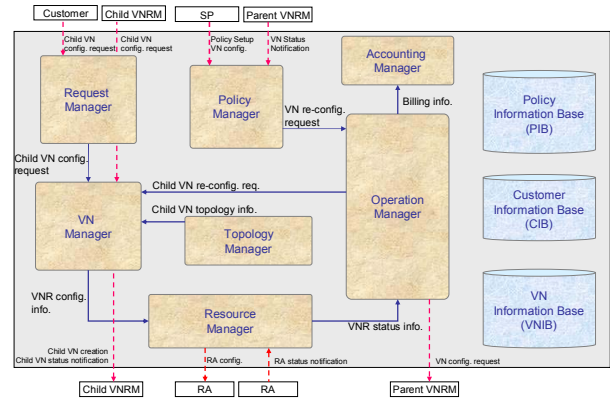 Customer
Child VNRM
SP
Parent VNRM
Child VN
config. request
Child VN
config. request
Policy Setup
VN config.
VN Status
Notification
Accounting
Manager
Request
Manager
Policy
Manager
Billing info.
VN re-config.
request
Policy
Information Base
(PIB)
Child VN config.
request
Child VN re-config. req.
Operation
Manager
VN
Manager
Child VN topology info.
Topology
Manager
Customer
Information Base
(CIB)
VNR config.
info.
Resource
Manager
VNR status info.
VN
Information Base
(VNIB)
Child VN creation
Child VN status notification
RA config.
RA status notification
VN config. request
Child VNRM
RA
RA
Parent VNRM